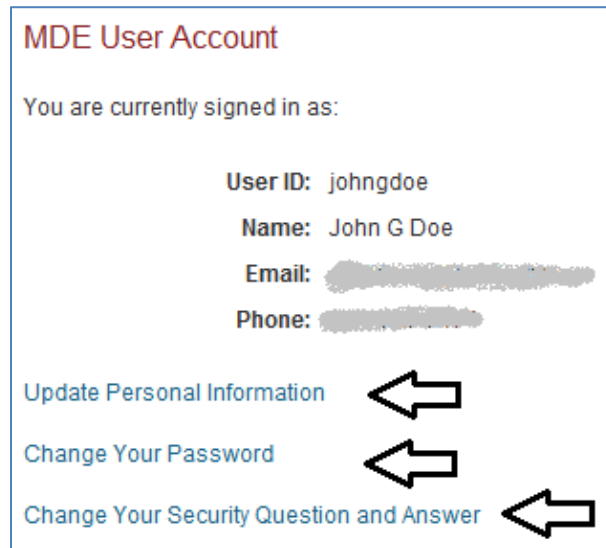 MDE User Account
You are currently signed in as:
User ID: johngdoe
Name: John G Doe
Email:
Phone:
Update Personal Information
Change Your Password
Change Your Security Question and Answer